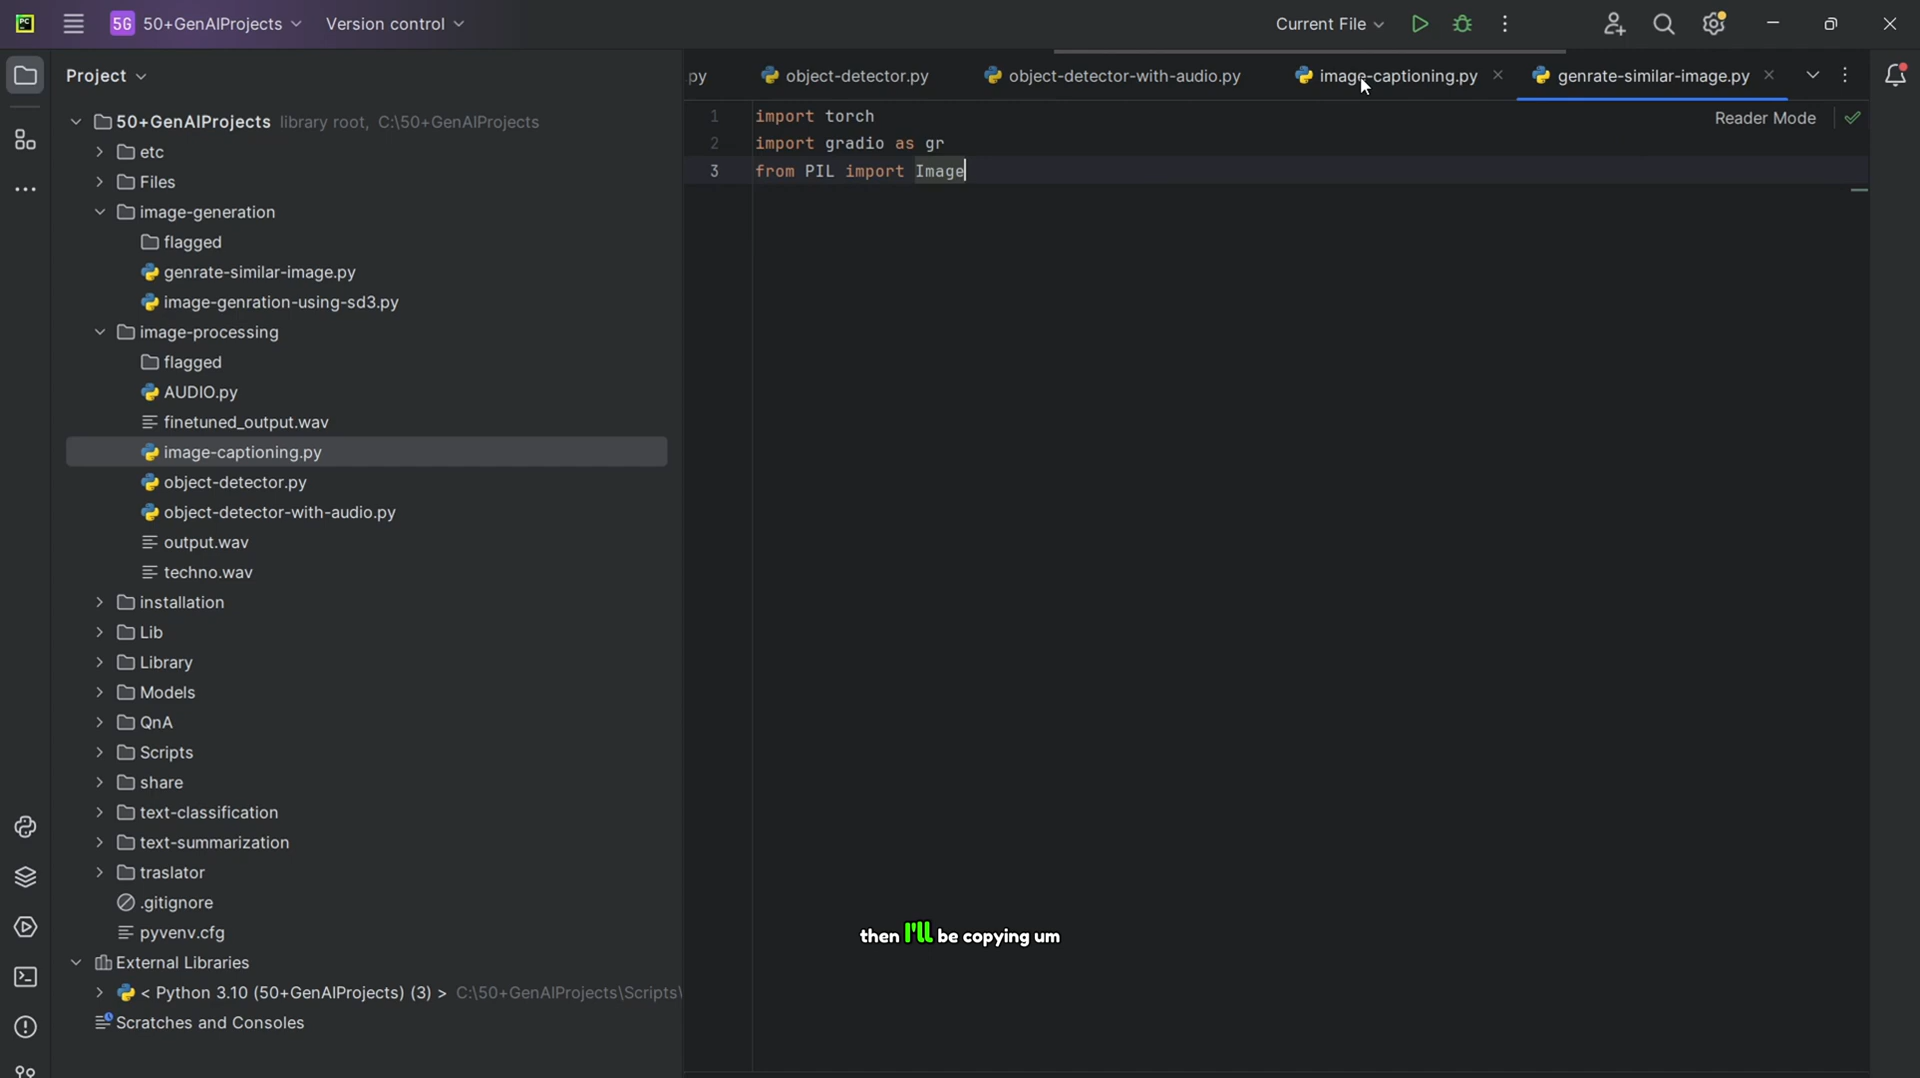 PC
5G 50+GenAIProjects Version control Current File
Project
.py object-detector.py object-detector-with-audio.py image-captioning.py genrate-similar-image.py
50+GenAIProjects library root, C:\50+GenAIProjects
etc
Files
image-generation
flagged
genrate-similar-image.py
image-genration-using-sd3.py
image-processing
flagged
AUDIO.py
finetuned_output.wav
image-captioning.py
object-detector.py
object-detector-with-audio.py
output.wav
techno.wav
installation
Lib
Library
Models
QnA
Scripts
share
text-classification
text-summarization
traslator
.gitignore
pyvenv.cfg
External Libraries
< Python 3.10 (50+GenAIProjects) (3) > C:\50+GenAIProjects\Scripts\
Scratches and Consoles
1 import torch
2 import gradio as gr
3 from PIL import Image
Reader Mode
then I'll be copying um